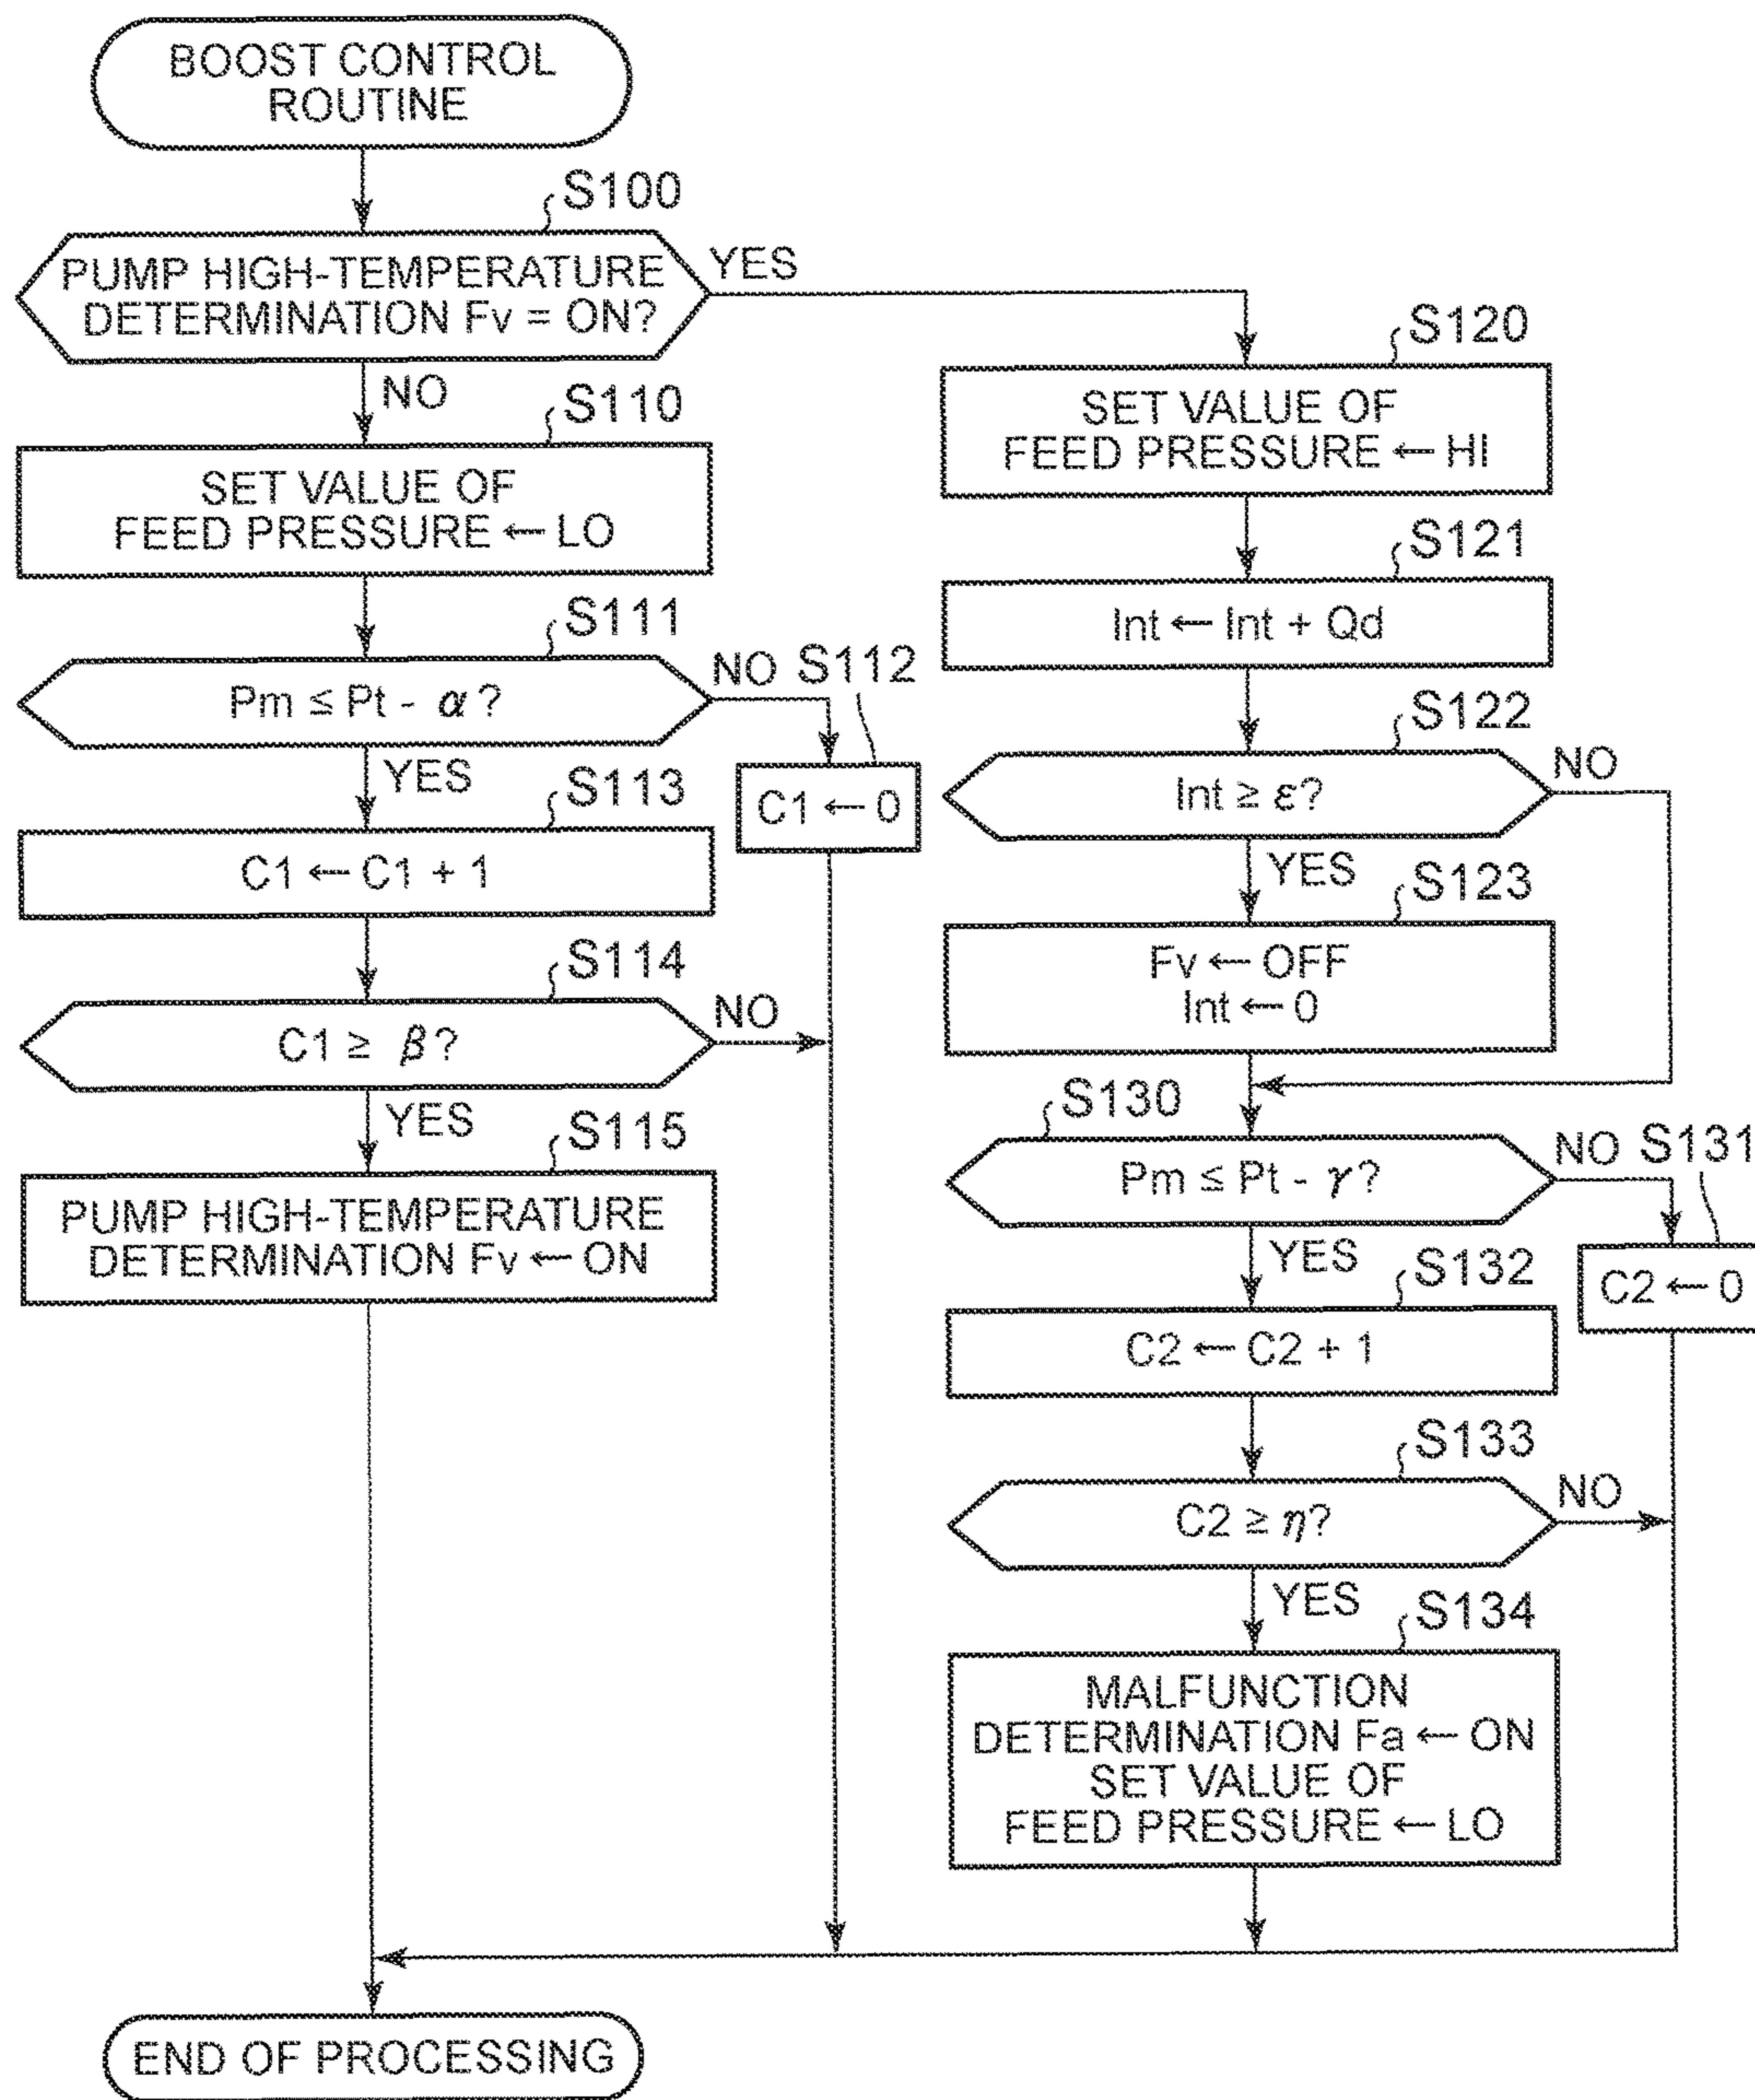 BOOST CONTROL
ROUTINE
S100
PUMP HIGH-TEMPERATURE
DETERMINATION Fv = ON?
YES
NO
S110
SET VALUE OF
FEED PRESSURE ← LO
S111
Pm ≤ Pt - α?
NO
S112
C1 ← 0
YES
S113
C1 ← C1 + 1
S114
C1 ≥ β?
NO
YES
S115
PUMP HIGH-TEMPERATURE
DETERMINATION Fv ← ON
S120
SET VALUE OF
FEED PRESSURE ← HI
S121
Int ← Int + Qd
S122
Int ≥ ε?
NO
YES
S123
Fv ← OFF
Int ← 0
S130
Pm ≤ Pt - γ?
NO
S131
C2 ← 0
YES
S132
C2 ← C2 + 1
S133
C2 ≥ η?
NO
YES
S134
MALFUNCTION
DETERMINATION Fa ← ON
SET VALUE OF
FEED PRESSURE ← LO
END OF PROCESSING